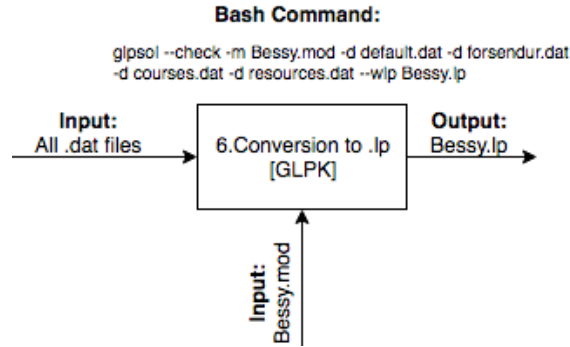 Bash Command:
glpsol --check -m Bessy.mod -d default.dat -d forsendur.dat
-d courses.dat -d resources.dat --wlp Bessy.lp
Input:
All .dat files
6.Conversion to .lp
[GLPK]
Output:
Bessy.lp
Input:
Bessy.mod